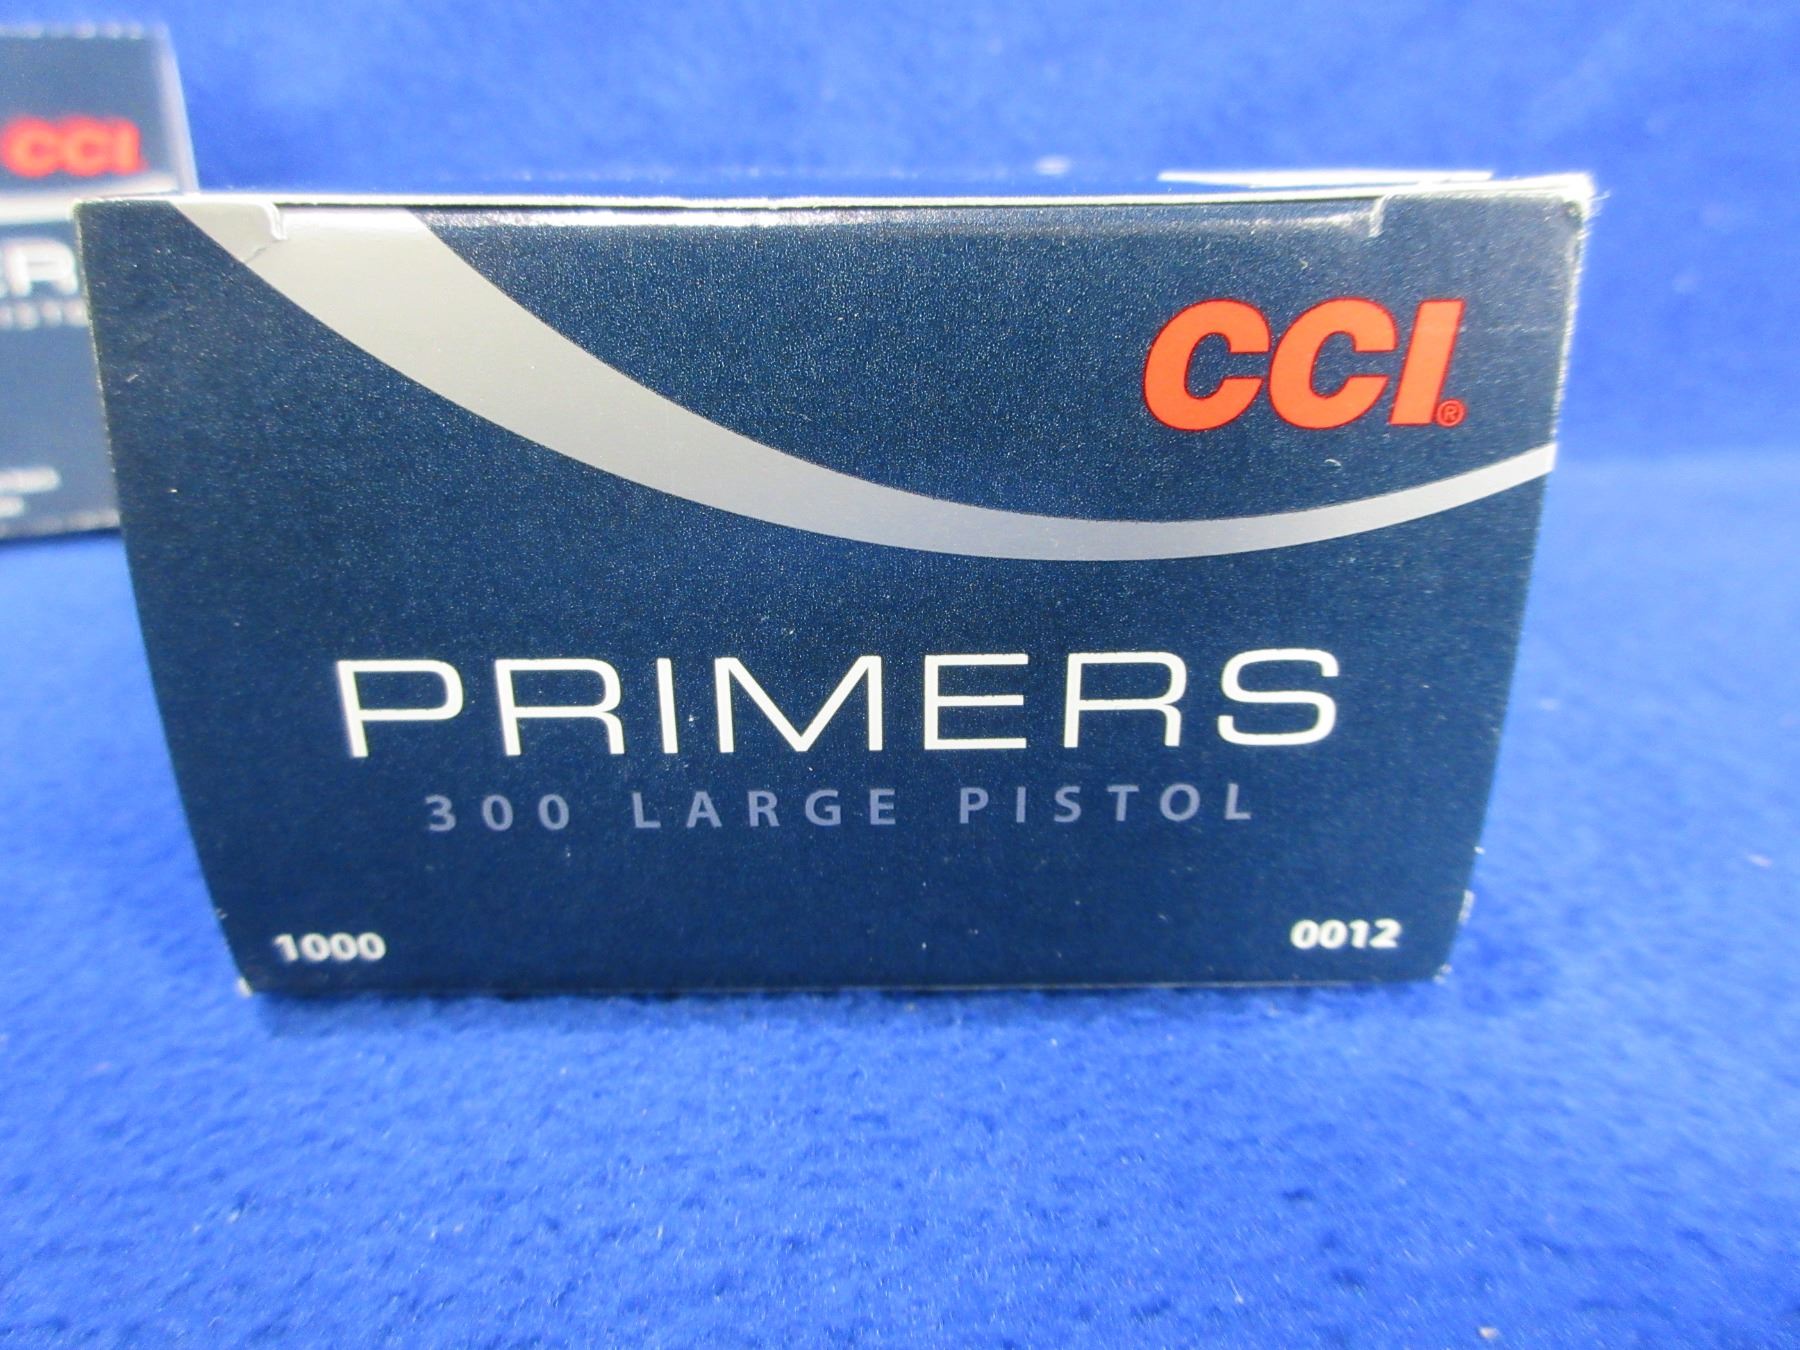 CCI
CCI®
PRIMERS
300 LARGE PISTOL
1000
0012